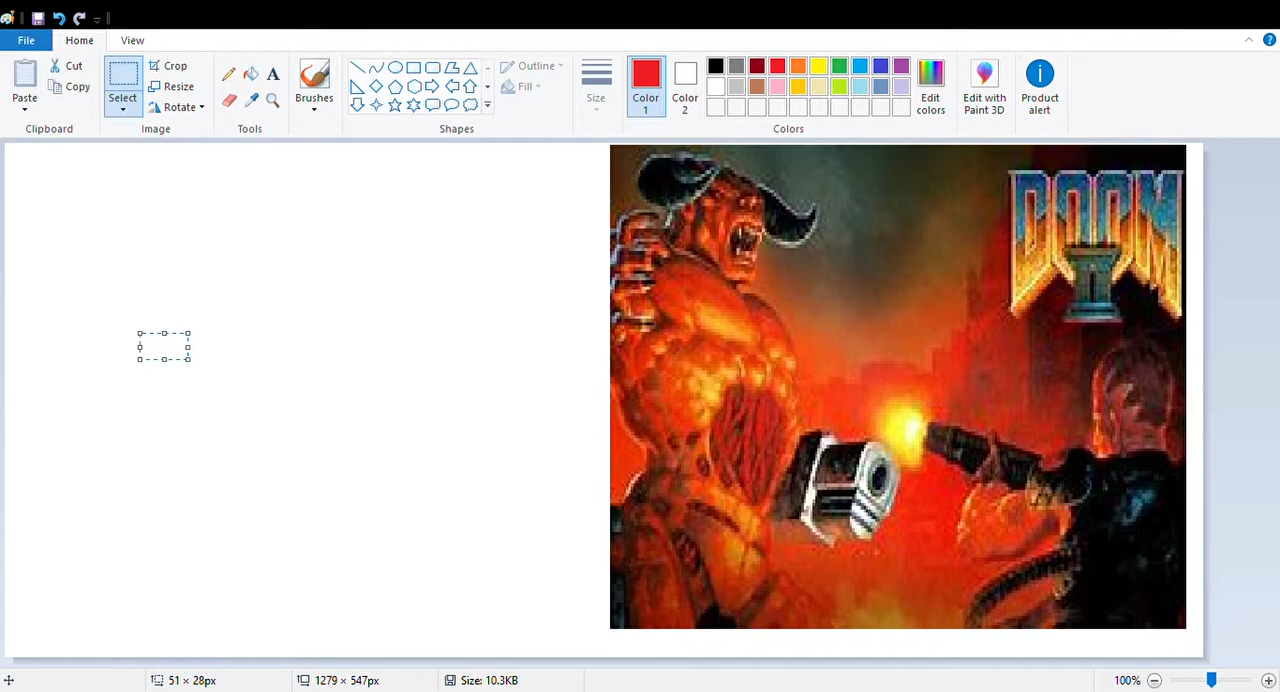 File
Home
View
Paste
Cut
Copy
Clipboard
Select
Crop
Resize
Rotate
Image
Tools
Brushes
Shapes
Outline
Fill
Size
Color
1
Color
2
Edit
colors
Colors
Edit with
Paint 3D
Product
alert
DOOM
II
51 × 28px
1279 × 547px
Size: 10.3KB
100%